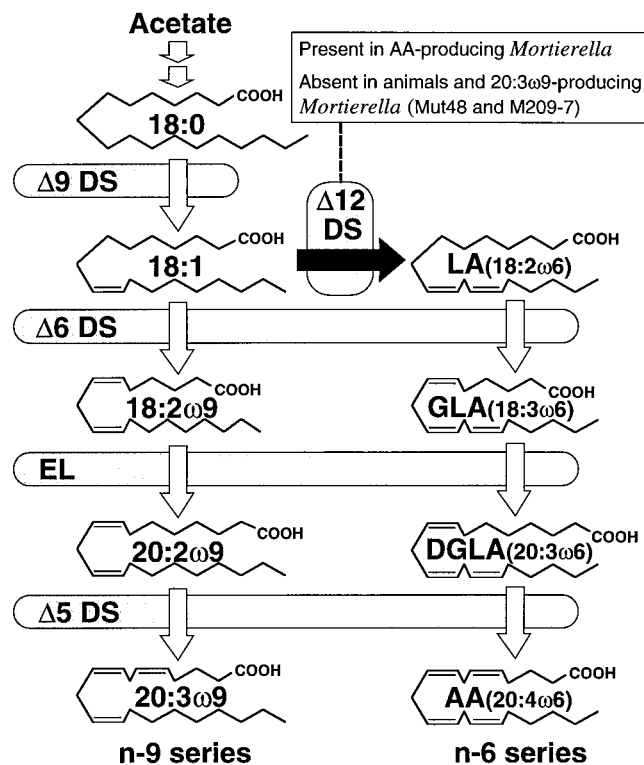 Acetate
Present in AA-producing Mortierella
Absent in animals and 20:3ω9-producing
Mortierella (Mut48 and M209-7)
COOH
18:0
Δ9 DS
Δ12
DS
COOH
18:1
COOH
LA(18:2ω6)
Δ6 DS
COOH
18:2ω9
COOH
GLA(18:3ω6)
EL
COOH
20:2ω9
COOH
DGLA(20:3ω6)
Δ5 DS
COOH
20:3ω9
COOH
AA(20:4ω6)
n-9 series
n-6 series